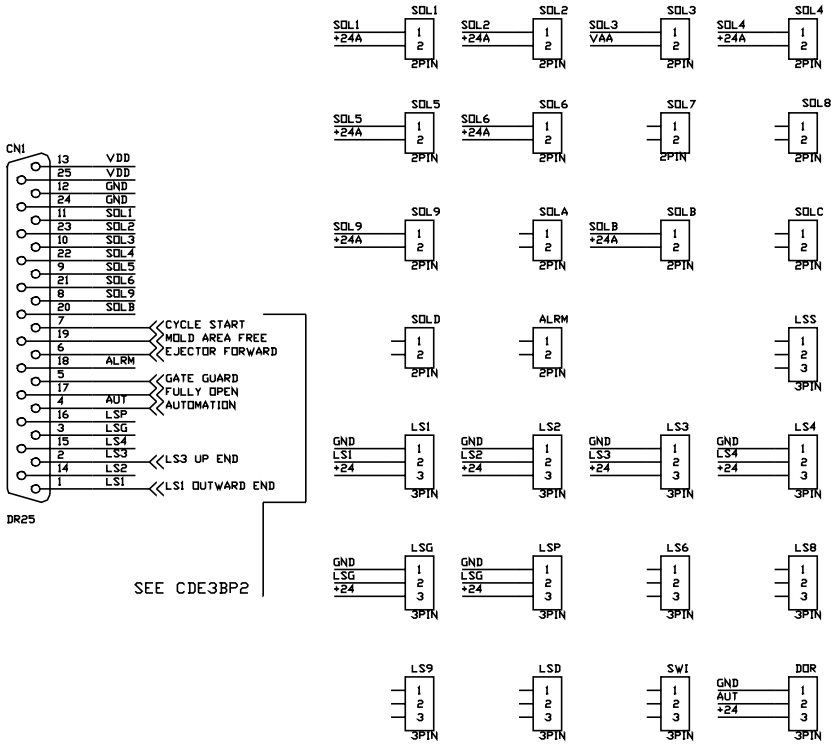 CN1
13 VDD
25 VDD
12 GND
24 GND
11 SOL1
23 SOL2
10 SOL3
22 SOL4
9 SOL5
21 SOL6
8 SOL9
20 SOLB
7 CYCLE START
19 MOLD AREA FREE
6 EJECTOR FORWARD
18 ALRM
5 GATE GUARD
17 FULLY OPEN
4 AUT AUTOMATION
16 LSP
3 LSG
15 LS4
2 LS3 LS3 UP END
14 LS2
1 LS1 LS1 OUTWARD END
DR25
SEE CDE3BP2
SOL1 SOL2 SOL3 SOL4
SOL1 1 SOL2 1 SOL3 1 SOL4 1
+24A 2 +24A 2 VAA 2 +24A 2
2PIN 2PIN 2PIN 2PIN
SOL5 SOL6 SOL7 SOL8
SOL5 1 SOL6 1 1 1
+24A 2 +24A 2 2 2
2PIN 2PIN 2PIN 2PIN
SOL9 SOLA SOLB SOLC
SOL9 1 1 SOLB 1 1
+24A 2 2 +24A 2 2
2PIN 2PIN 2PIN 2PIN
SOLD ALRM LSS
1 1 1
2 2 2
2PIN 2PIN 3
3PIN
LS1 LS2 LS3 LS4
GND 1 GND 1 GND 1 GND 1
LS1 2 LS2 2 LS3 2 LS4 2
+24 3 +24 3 +24 3 +24 3
3PIN 3PIN 3PIN 3PIN
LSG LSP LS6 LS8
GND 1 GND 1 1 1
LSG 2 LSG 2 2 2
+24 3 +24 3 3 3
3PIN 3PIN 3PIN 3PIN
LS9 LSD SWI DOR
1 1 1 GND 1
2 2 2 AUT 2
3 3 3 +24 3
3PIN 3PIN 3PIN 3PIN